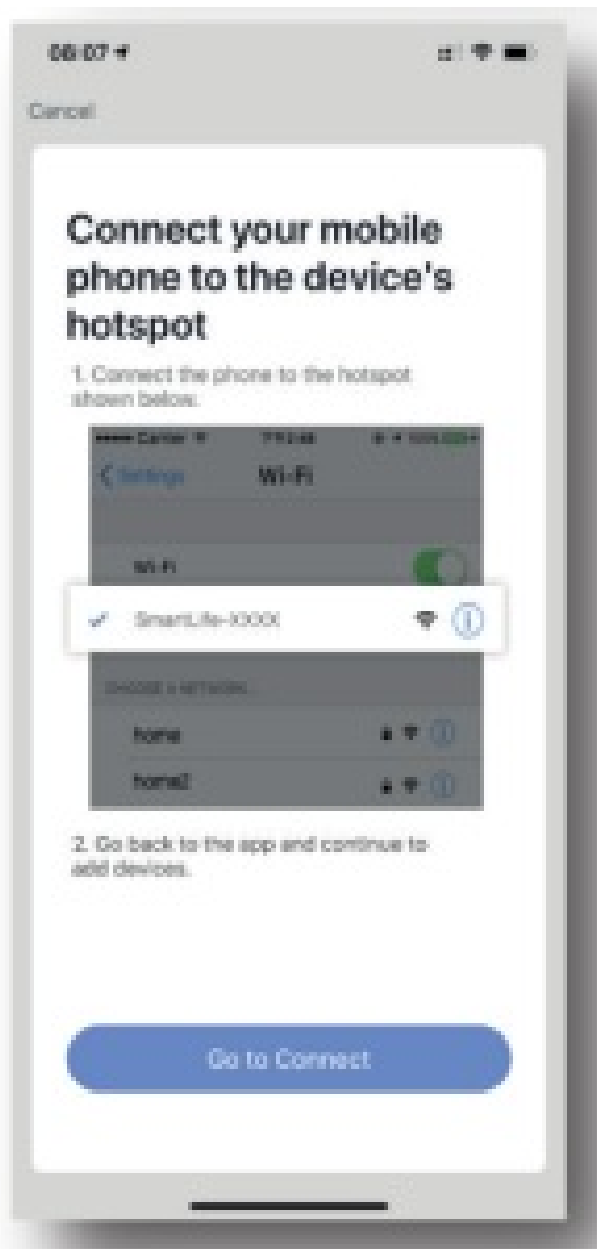 06:07
Cancel
Connect your mobile
phone to the device's
hotspot
1. Connect the phone to the hotspot
shown below.
Carrier
Settings Wi-Fi
Wi-Fi
SmartLife-XXXX
CHOOSE A NETWORK...
home
home2
2. Go back to the app and continue to
add devices.
Go to Connect